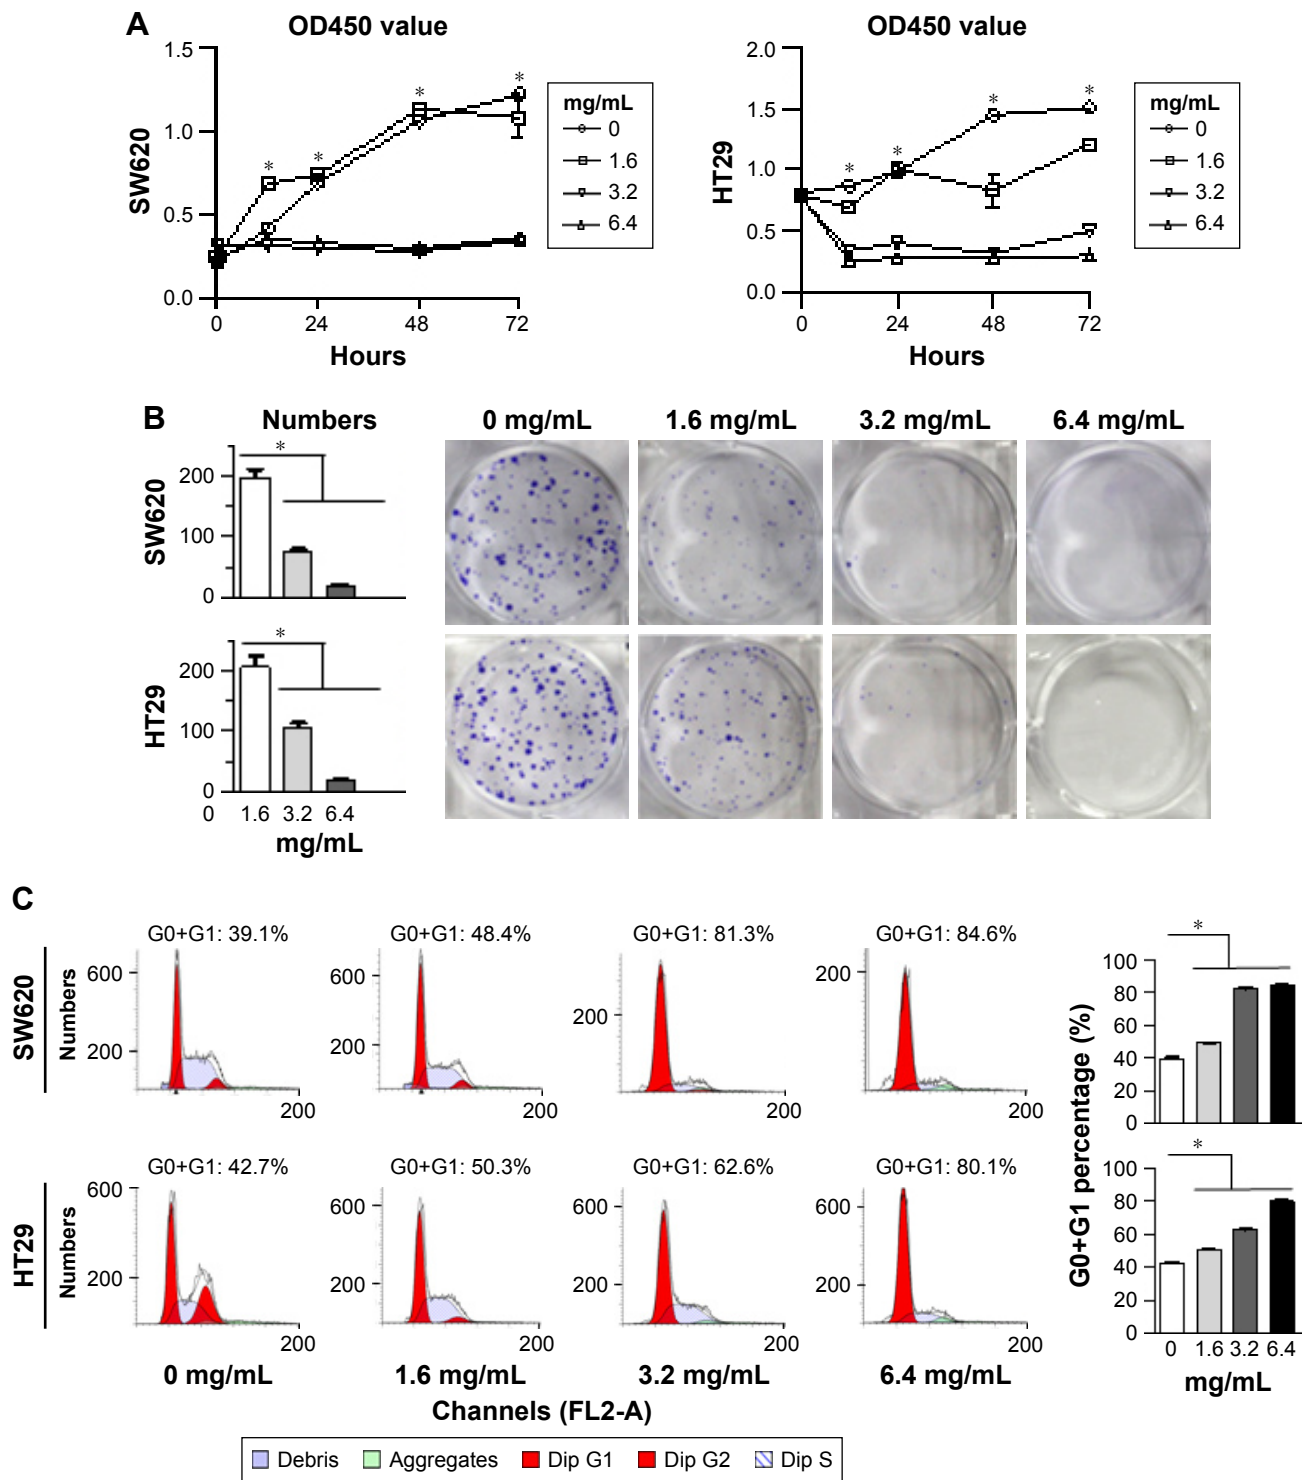 A
OD450 value
SW620
1.5
1.0
0.5
0.0
0 24 48 72
Hours
* * * *
mg/mL
0
1.6
3.2
6.4
OD450 value
HT29
2.0
1.5
1.0
0.5
0.0
0 24 48 72
Hours
* * * *
mg/mL
0
1.6
3.2
6.4
B
Numbers
0 mg/mL 1.6 mg/mL 3.2 mg/mL 6.4 mg/mL
SW620
200
100
0
*
HT29
200
100
0
*
0 1.6 3.2 6.4
mg/mL
C
SW620
Numbers
G0+G1: 39.1% G0+G1: 48.4% G0+G1: 81.3% G0+G1: 84.6%
600 600 200 200
200 200
200 200 200 200
HT29
Numbers
G0+G1: 42.7% G0+G1: 50.3% G0+G1: 62.6% G0+G1: 80.1%
600 600 600 600
200 200 200 200
200 200 200 200
0 mg/mL 1.6 mg/mL 3.2 mg/mL 6.4 mg/mL
Channels (FL2-A)
G0+G1 percentage (%)
*
100
80
60
40
20
0
*
100
80
60
40
20
0
0 1.6 3.2 6.4
mg/mL
Debris Aggregates Dip G1 Dip G2 Dip S